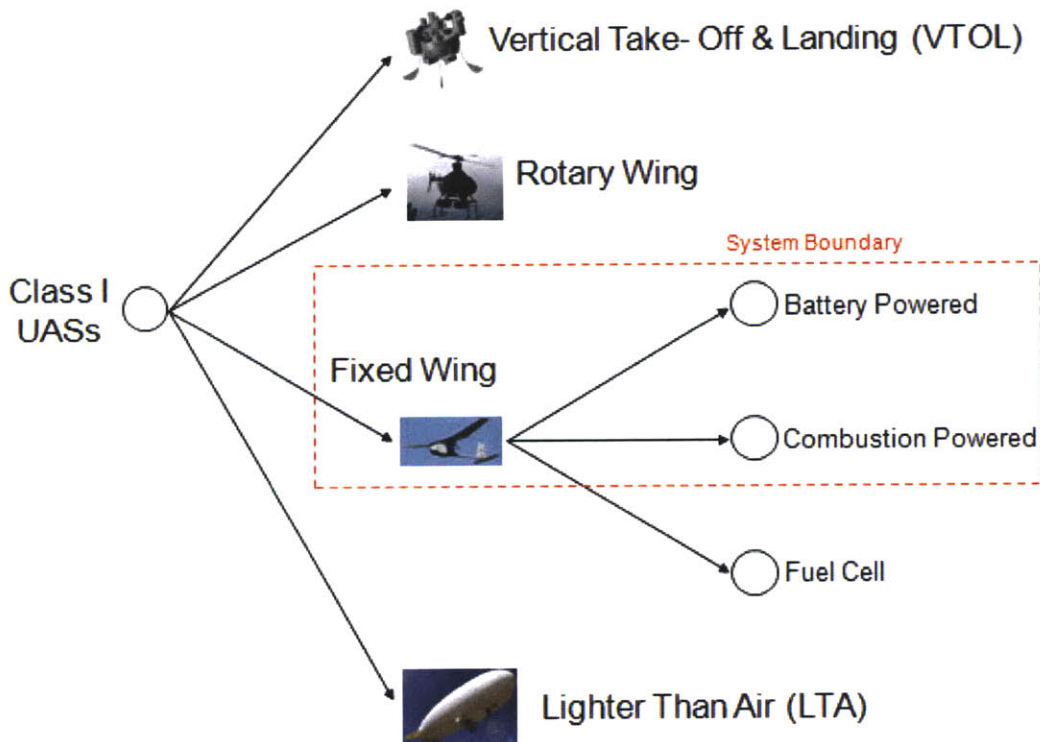 Vertical Take- Off & Landing (VTOL)
Rotary Wing
System Boundary
Class I
UASs
Battery Powered
Fixed Wing
Combustion Powered
Fuel Cell
Lighter Than Air (LTA)